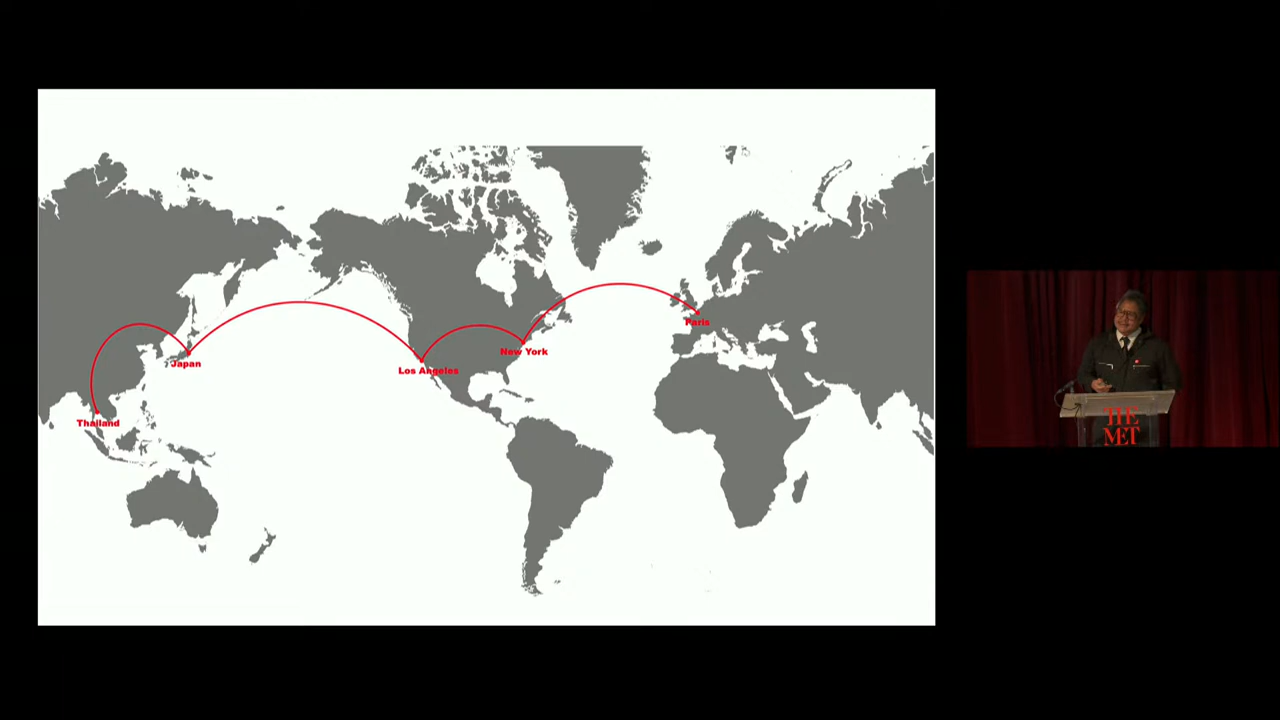 Thailand
Japan
Los Angeles
New York
Paris
THE
MET